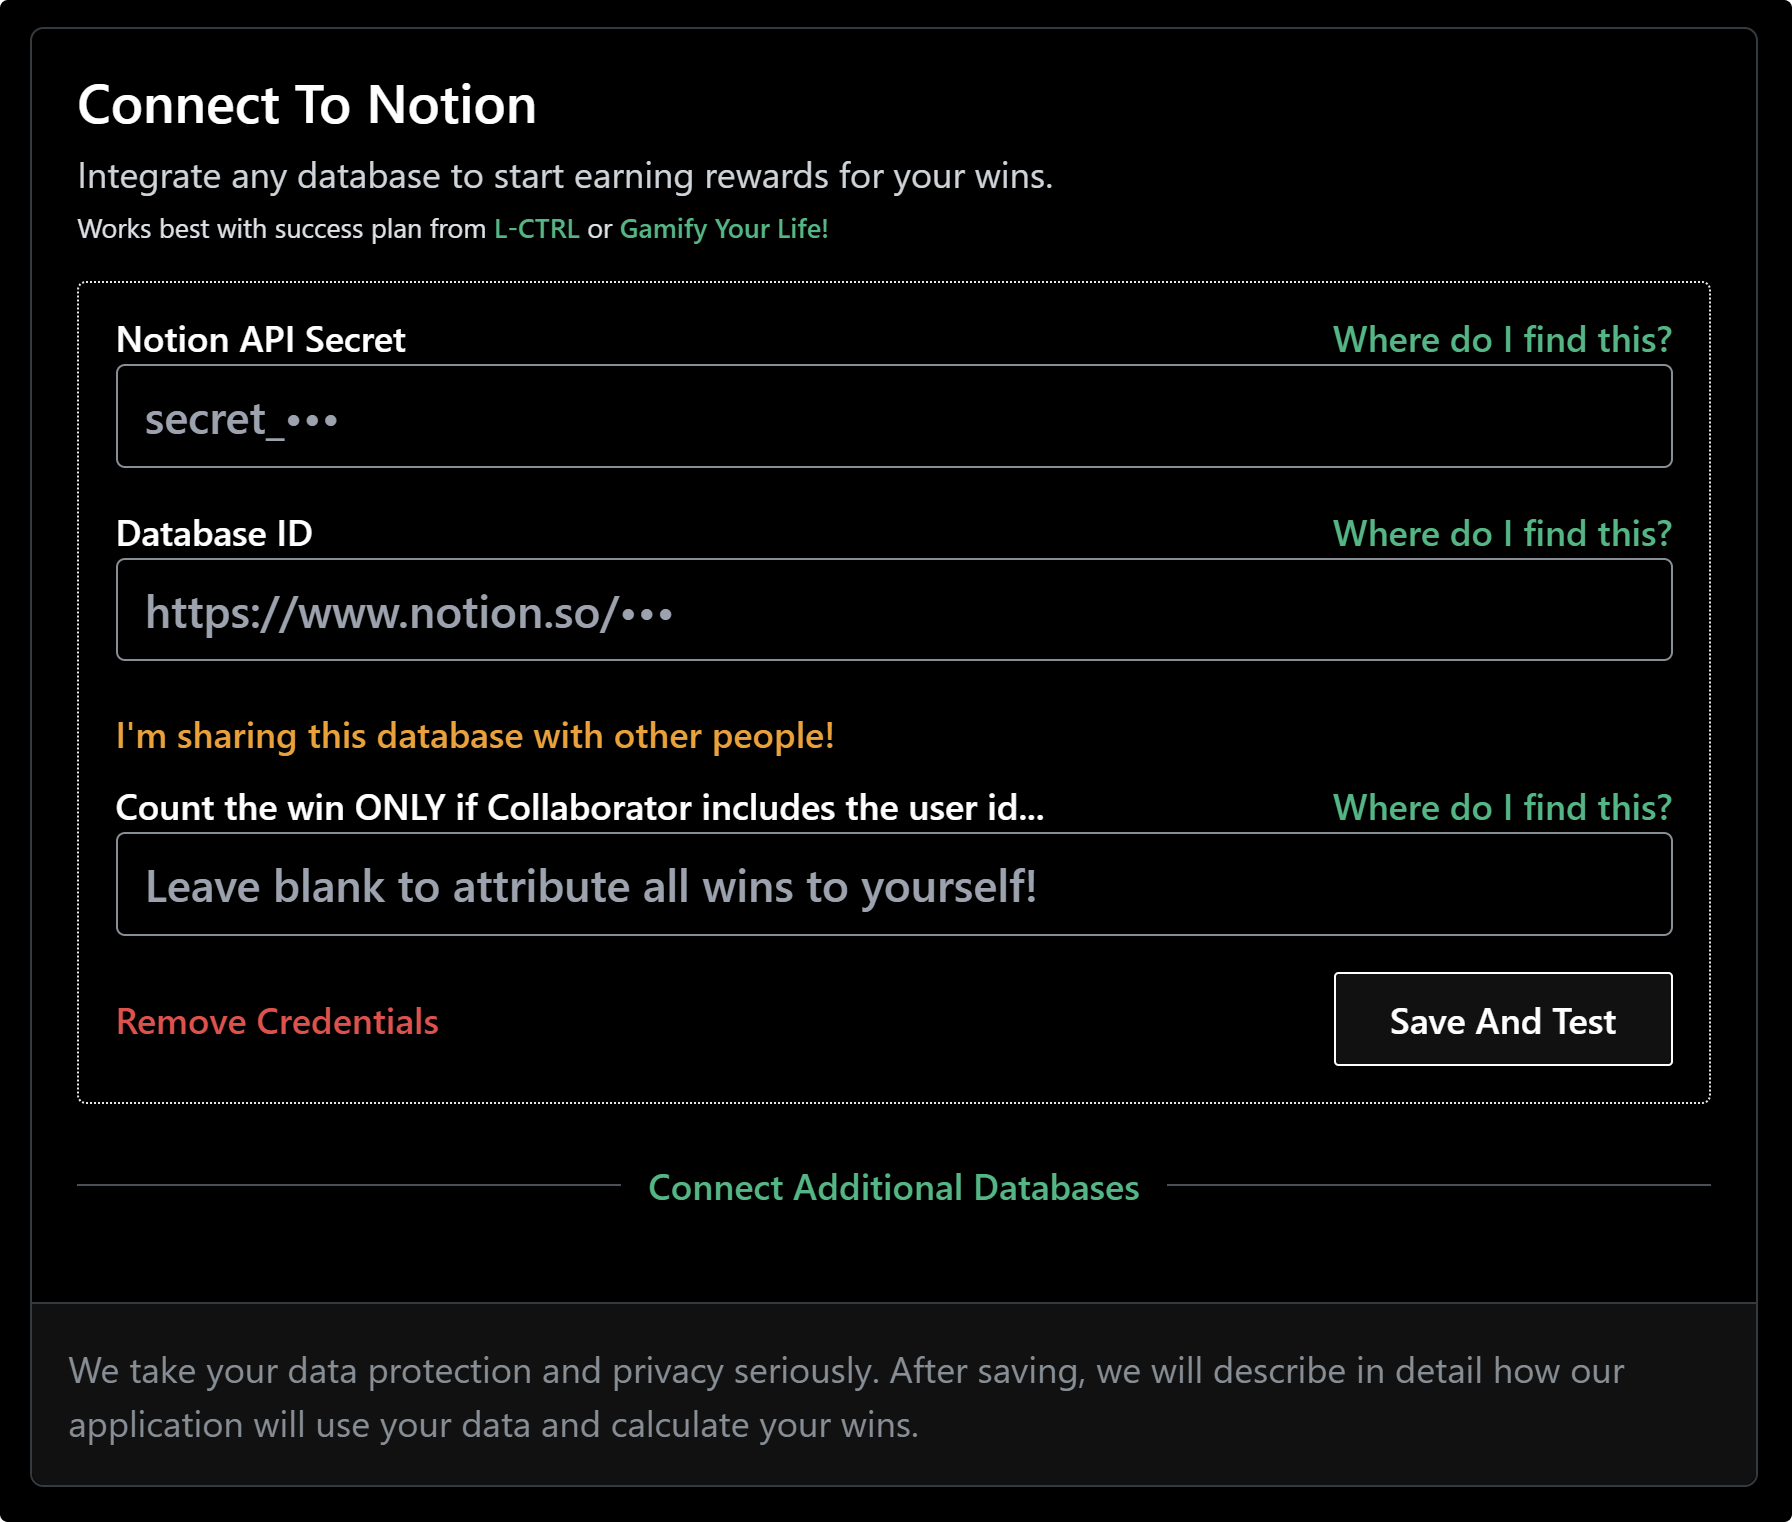 Connect To Notion
Integrate any database to start earning rewards for your wins.
Works best with success plan from L-CTRL or Gamify Your Life!
Notion API Secret
Where do I find this?
secret_•••
Database ID
Where do I find this?
https://www.notion.so/•••
I'm sharing this database with other people!
Count the win ONLY if Collaborator includes the user id...
Where do I find this?
Leave blank to attribute all wins to yourself!
Remove Credentials
Save And Test
Connect Additional Databases
We take your data protection and privacy seriously. After saving, we will describe in detail how our
application will use your data and calculate your wins.